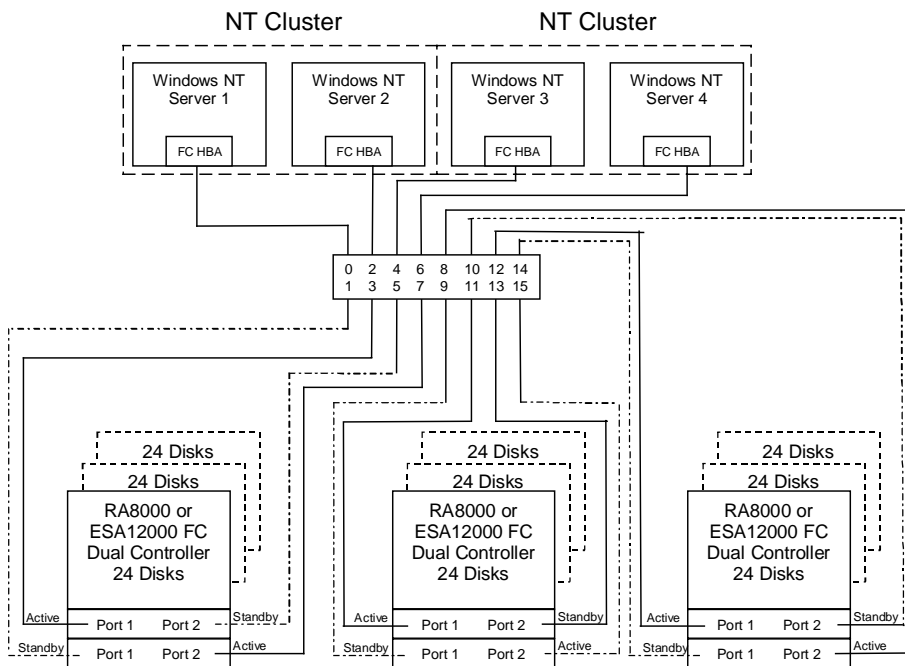 NT Cluster NT Cluster
Windows NT Server 1
Windows NT Server 2
Windows NT Server 3
Windows NT Server 4
FC HBA FC HBA FC HBA FC HBA
0 2 4 6 8 10 12 14
1 3 5 7 9 11 13 15
24 Disks
24 Disks
RA8000 or
ESA12000 FC
Dual Controller
24 Disks
Active Port 1 Port 2 Standby
Standby Port 1 Port 2 Active
24 Disks
24 Disks
RA8000 or
ESA12000 FC
Dual Controller
24 Disks
Active Port 1 Port 2 Standby
Standby Port 1 Port 2 Active
24 Disks
24 Disks
RA8000 or
ESA12000 FC
Dual Controller
24 Disks
Active Port 1 Port 2 Standby
Standby Port 1 Port 2 Active